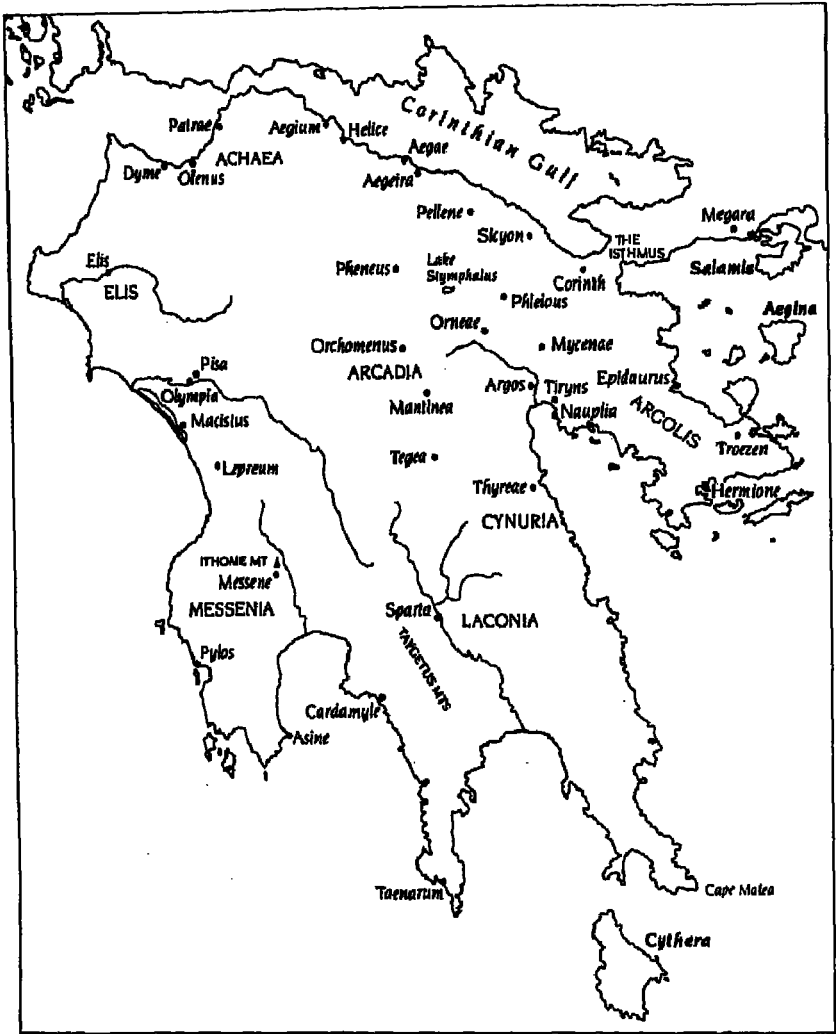 Corinthian Gulf
Patrae
Aegium
Helice
ACHAEA
Aegae
Dyme
Olenus
Aegeira
Pellene
Megara
Sikyon
THE
ISTHMUS
Elis
Lake
Stymphalus
Salamis
Pheneus
Corinth
ELIS
Phleious
Aegina
Orneae
Orchomenus
Mycenae
Pisa
ARCADIA
Argos
Tiryns
Epidaurus
Olympia
Mantinea
Nauplia
ARGOLIS
Macistus
Troezen
Tegea
Lepreum
Thyreae
Hermione
CYNURIA
ITHOME MT
Messene
MESSENIA
Sparta
LACONIA
TAYGETUS MTS
Pylos
Cardamyle
Asine
Taenarum
Cape Malea
Cythera